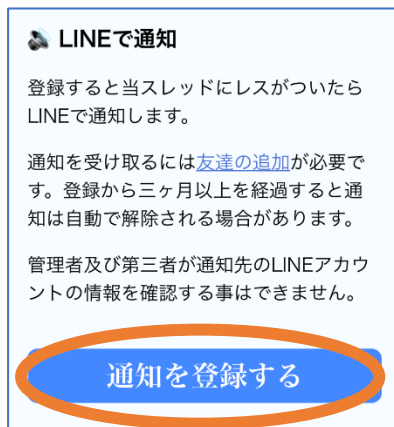 🔊 LINEで通知
登録すると当スレッドにレスがついたら
LINEで通知します。
通知を受け取るには友達の追加が必要で
す。登録から三ヶ月以上を経過すると通
知は自動で解除される場合があります。
管理者及び第三者が通知先のLINEアカウ
ントの情報を確認する事はできません。
通知を登録する